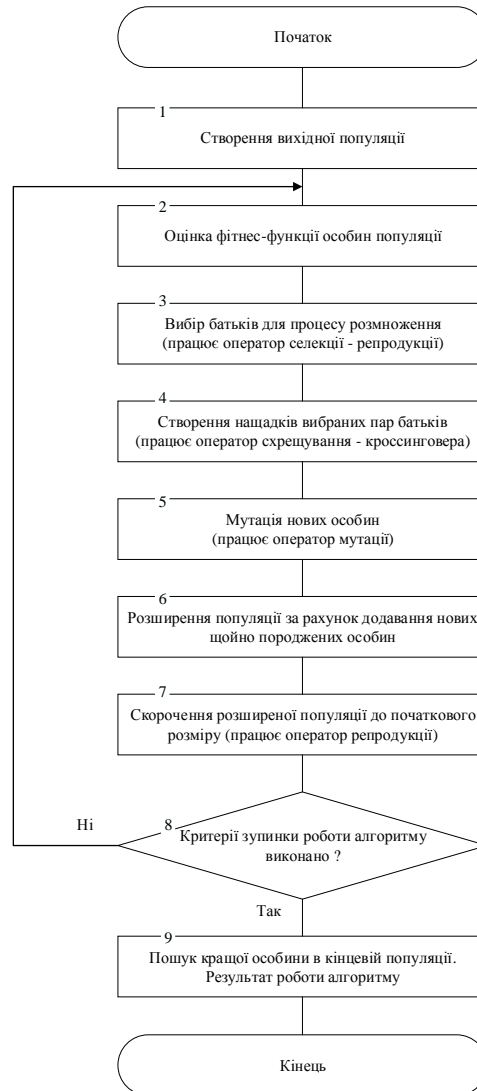 Початок
1
Створення вихідної популяції
2
Оцінка фітнес-функції особин популяції
3
Вибір батьків для процесу розмноження
(працює оператор селекції - репродукції)
4
Створення нащадків вибраних пар батьків
(працює оператор схрещування - кроссинговера)
5
Мутація нових особин
(працює оператор мутації)
6
Розширення популяції за рахунок додавання нових
щойно породжених особин
7
Скорочення розширеної популяції до початкового
розміру (працює оператор репродукції)
8
Ні
Критерії зупинки роботи алгоритму
виконано ?
Так
9
Пошук кращої особини в кінцевій популяції.
Результат роботи алгоритму
Кінець